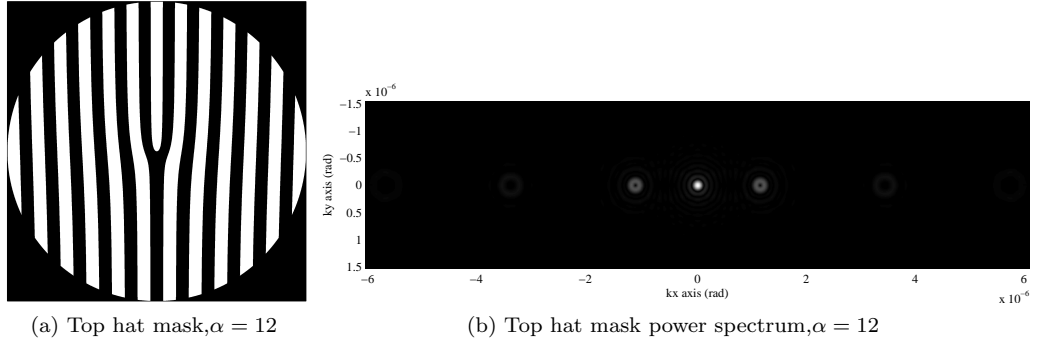 x 10⁻⁶
−1.5
−1
−0.5
0
0.5
1
1.5
ky axis (rad)
−6
−4
−2
0
2
4
6
kx axis (rad)
x 10⁻⁶
(a) Top hat mask,α = 12
(b) Top hat mask power spectrum,α = 12